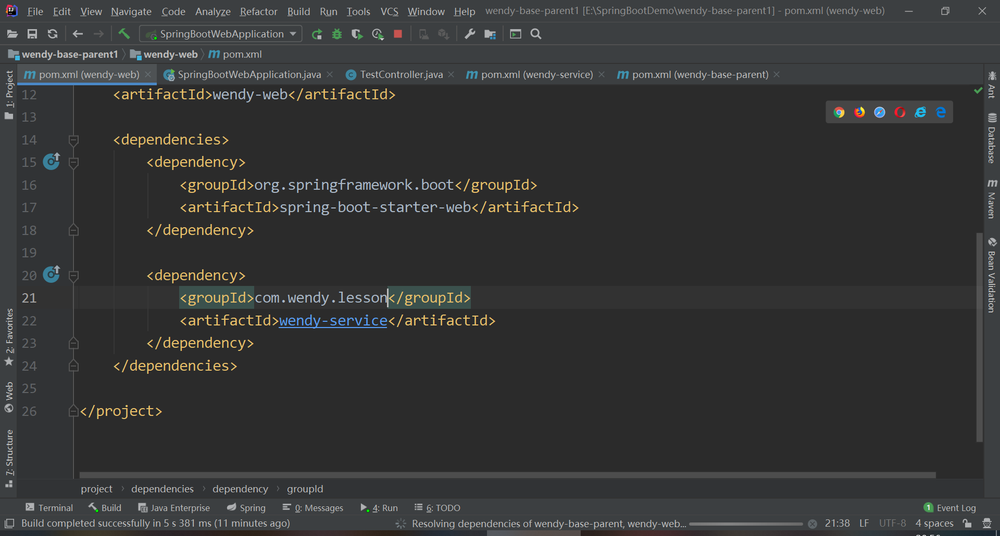 File Edit View Navigate Code Analyze Refactor Build Run Tools VCS Window Help wendy-base-parent1 [E:\SpringBootDemo\wendy-base-parent1] - pom.xml (wendy-web)
SpringBootWebApplication
wendy-base-parent1 wendy-web m pom.xml
m pom.xml (wendy-web) SpringBootWebApplication.java C TestController.java m pom.xml (wendy-service) m pom.xml (wendy-base-parent)
1: Project
2: Favorites
Web
7: Structure
12 <artifactId>wendy-web</artifactId>
13
14 <dependencies>
15 <dependency>
16 <groupId>org.springframework.boot</groupId>
17 <artifactId>spring-boot-starter-web</artifactId>
18 </dependency>
19
20 <dependency>
21 <groupId>com.wendy.lesson</groupId>
22 <artifactId>wendy-service</artifactId>
23 </dependency>
24 </dependencies>
25
26 </project>
Ant
Database
m Maven
Bean Validation
project › dependencies › dependency › groupId
Terminal Build Java Enterprise Spring 0: Messages 4: Run 6: TODO 1 Event Log
Build completed successfully in 5 s 381 ms (11 minutes ago) Resolving dependencies of wendy-base-parent, wendy-web... 21:38 LF UTF-8 4 spaces